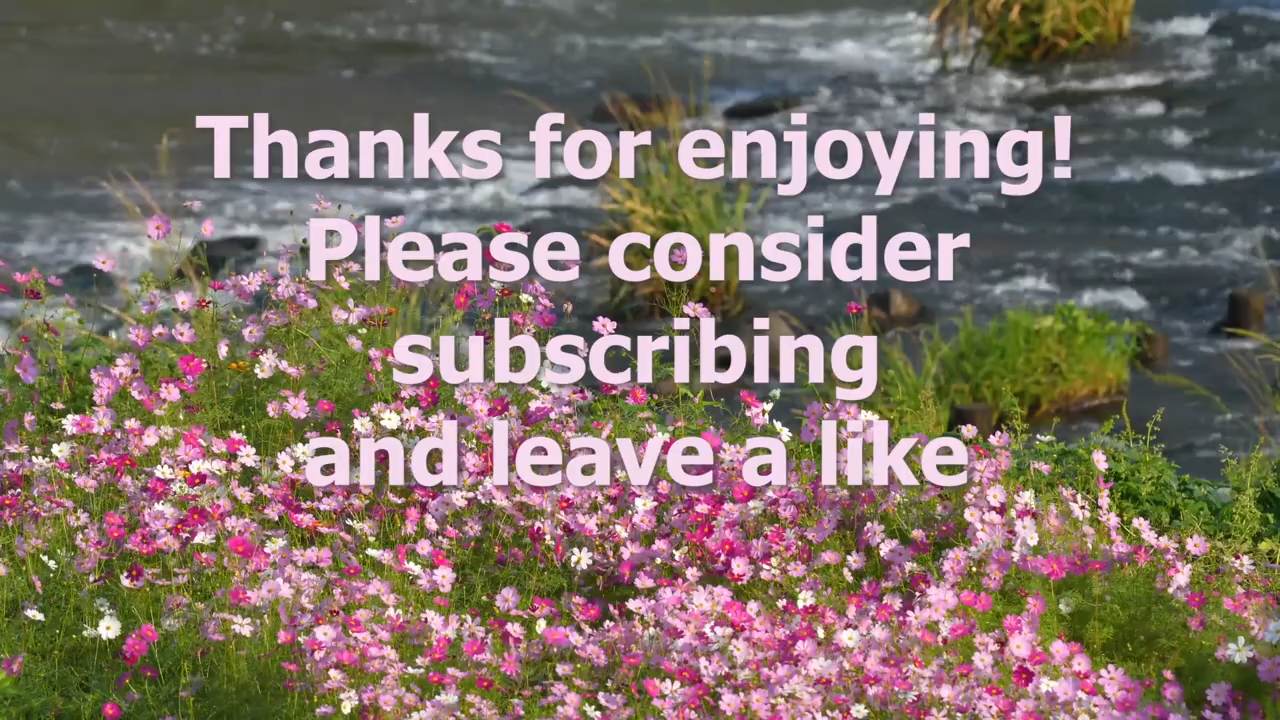 Thanks for enjoying!
Please consider
subscribing
and leave a like